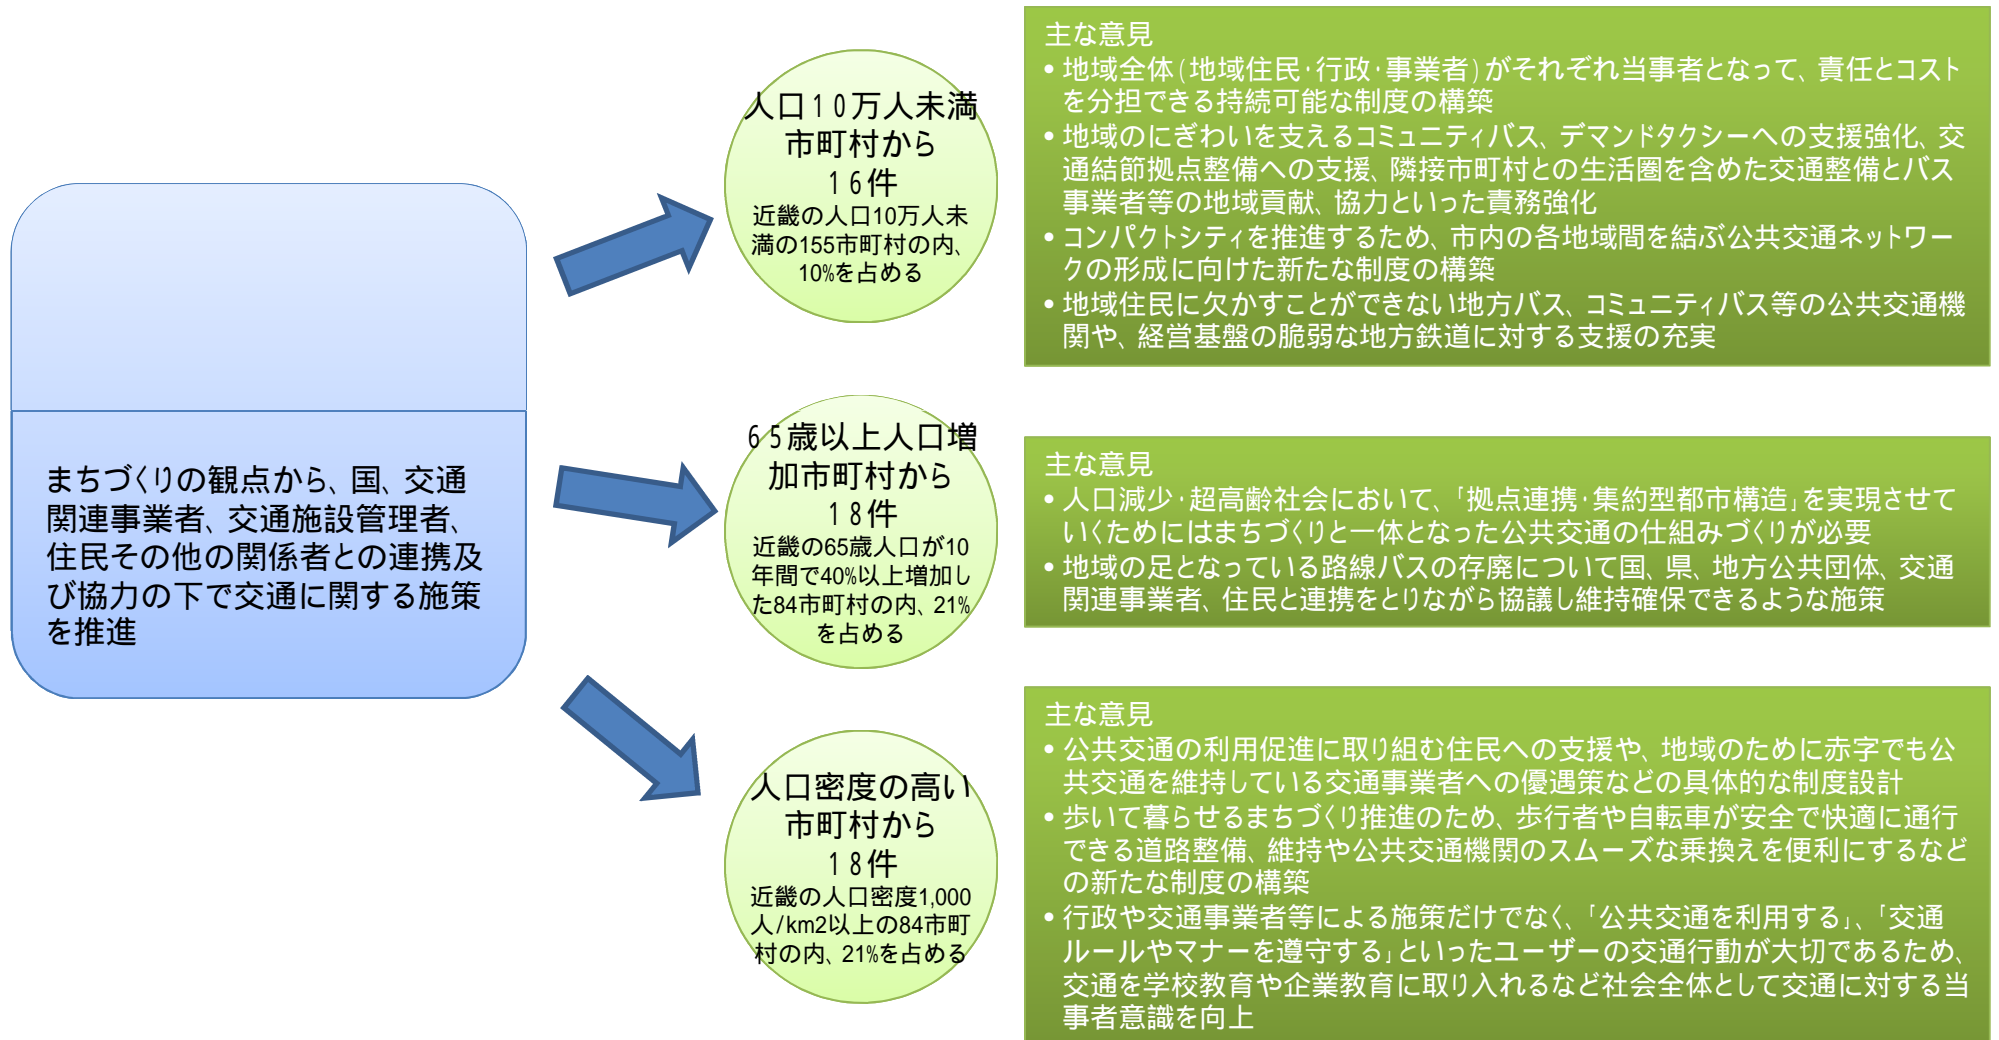 まちづくりの観点から、国、交通
関連事業者、交通施設管理者、
住民その他の関係者との連携及
び協力の下で交通に関する施策
を推進
人口10万人未満
市町村から
16件
近畿の人口10万人未
満の155市町村の内、
10%を占める
主な意見
• 地域全体(地域住民・行政・事業者)がそれぞれ当事者となって、責任とコスト
を分担できる持続可能な制度の構築
• 地域のにぎわいを支えるコミュニティバス、デマンドタクシーへの支援強化、交
通結節拠点整備への支援、隣接市町村との生活圏を含めた交通整備とバス
事業者等の地域貢献、協力といった責務強化
• コンパクトシティを推進するため、市内の各地域間を結ぶ公共交通ネットワー
クの形成に向けた新たな制度の構築
• 地域住民に欠かすことができない地方バス、コミュニティバス等の公共交通機
関や、経営基盤の脆弱な地方鉄道に対する支援の充実
65歳以上人口増
加市町村から
18件
近畿の65歳人口が10
年間で40%以上増加し
た84市町村の内、21%
を占める
主な意見
• 人口減少・超高齢社会において、「拠点連携・集約型都市構造」を実現させて
いくためにはまちづくりと一体となった公共交通の仕組みづくりが必要
• 地域の足となっている路線バスの存廃について国、県、地方公共団体、交通
関連事業者、住民と連携をとりながら協議し維持確保できるような施策
人口密度の高い
市町村から
18件
近畿の人口密度1,000
人/km2以上の84市町
村の内、21%を占める
主な意見
• 公共交通の利用促進に取り組む住民への支援や、地域のために赤字でも公
共交通を維持している交通事業者への優遇策などの具体的な制度設計
• 歩いて暮らせるまちづくり推進のため、歩行者や自転車が安全で快適に通行
できる道路整備、維持や公共交通機関のスムーズな乗換えを便利にするなど
の新たな制度の構築
• 行政や交通事業者等による施策だけでなく、「公共交通を利用する」、「交通
ルールやマナーを遵守する」といったユーザーの交通行動が大切であるため、
交通を学校教育や企業教育に取り入れるなど社会全体として交通に対する当
事者意識を向上